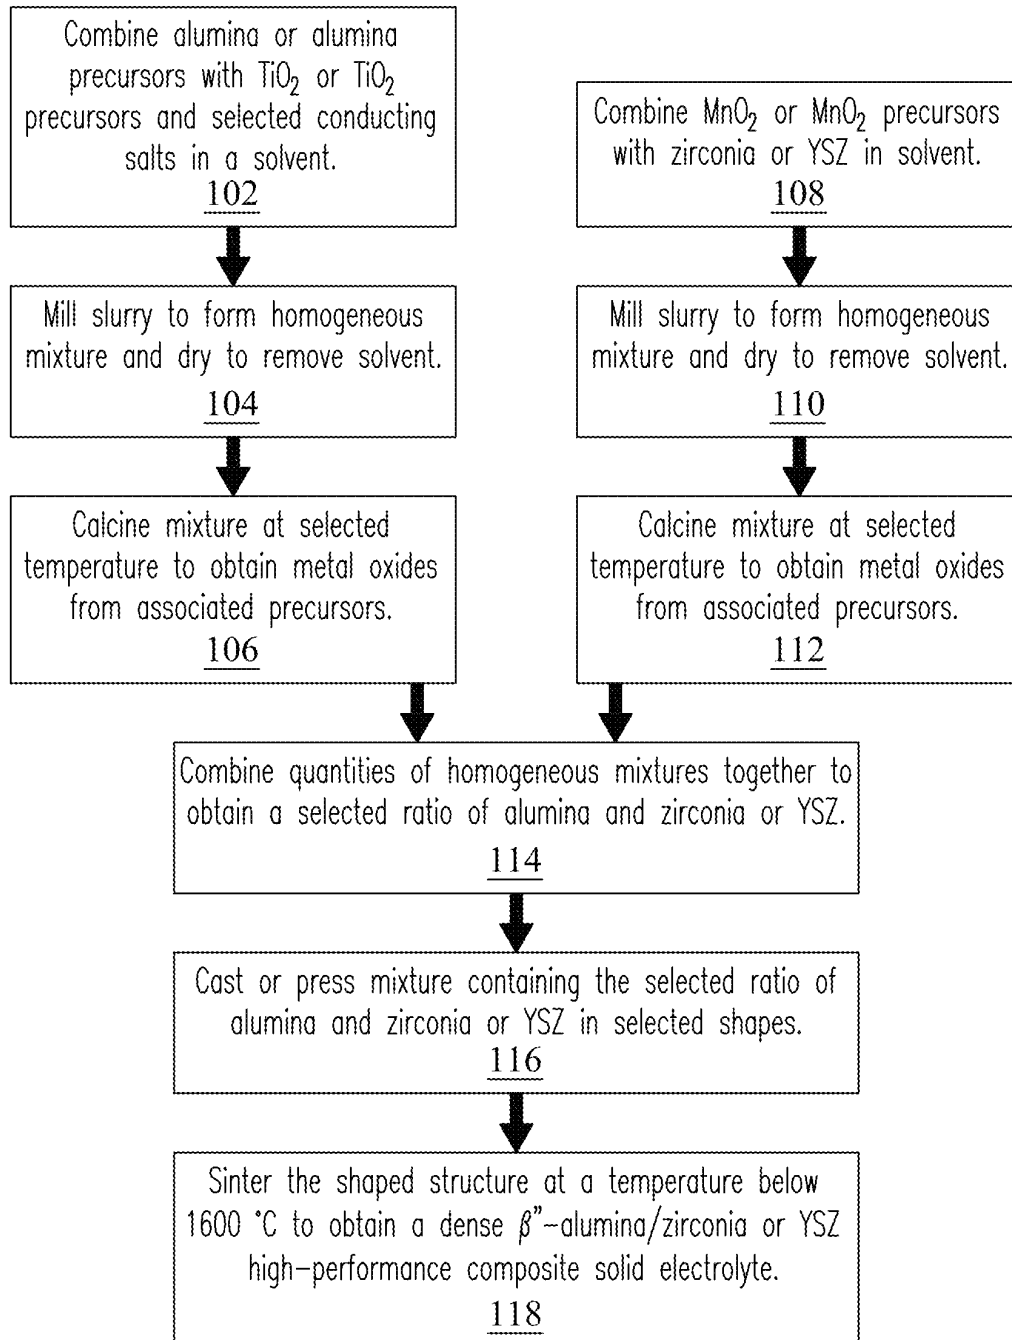 Combine alumina or alumina
precursors with TiO₂ or TiO₂
precursors and selected conducting
salts in a solvent.
102
Mill slurry to form homogeneous
mixture and dry to remove solvent.
104
Calcine mixture at selected
temperature to obtain metal oxides
from associated precursors.
106
Combine MnO₂ or MnO₂ precursors
with zirconia or YSZ in solvent.
108
Mill slurry to form homogeneous
mixture and dry to remove solvent.
110
Calcine mixture at selected
temperature to obtain metal oxides
from associated precursors.
112
Combine quantities of homogeneous mixtures together to
obtain a selected ratio of alumina and zirconia or YSZ.
114
Cast or press mixture containing the selected ratio of
alumina and zirconia or YSZ in selected shapes.
116
Sinter the shaped structure at a temperature below
1600 °C to obtain a dense β"-alumina/zirconia or YSZ
high-performance composite solid electrolyte.
118